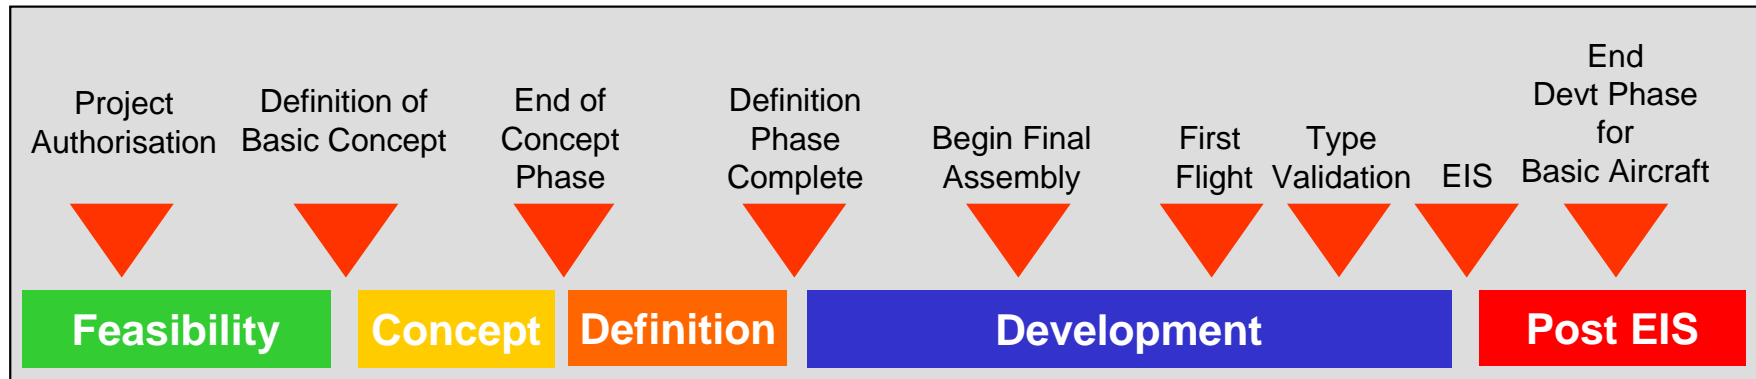 Project
Authorisation
Definition of
Basic Concept
End of
Concept
Phase
Definition
Phase
Complete
Begin Final
Assembly
First
Flight
Type
Validation
EIS
End
Devt Phase
for
Basic Aircraft
Feasibility
Concept
Definition
Development
Post EIS